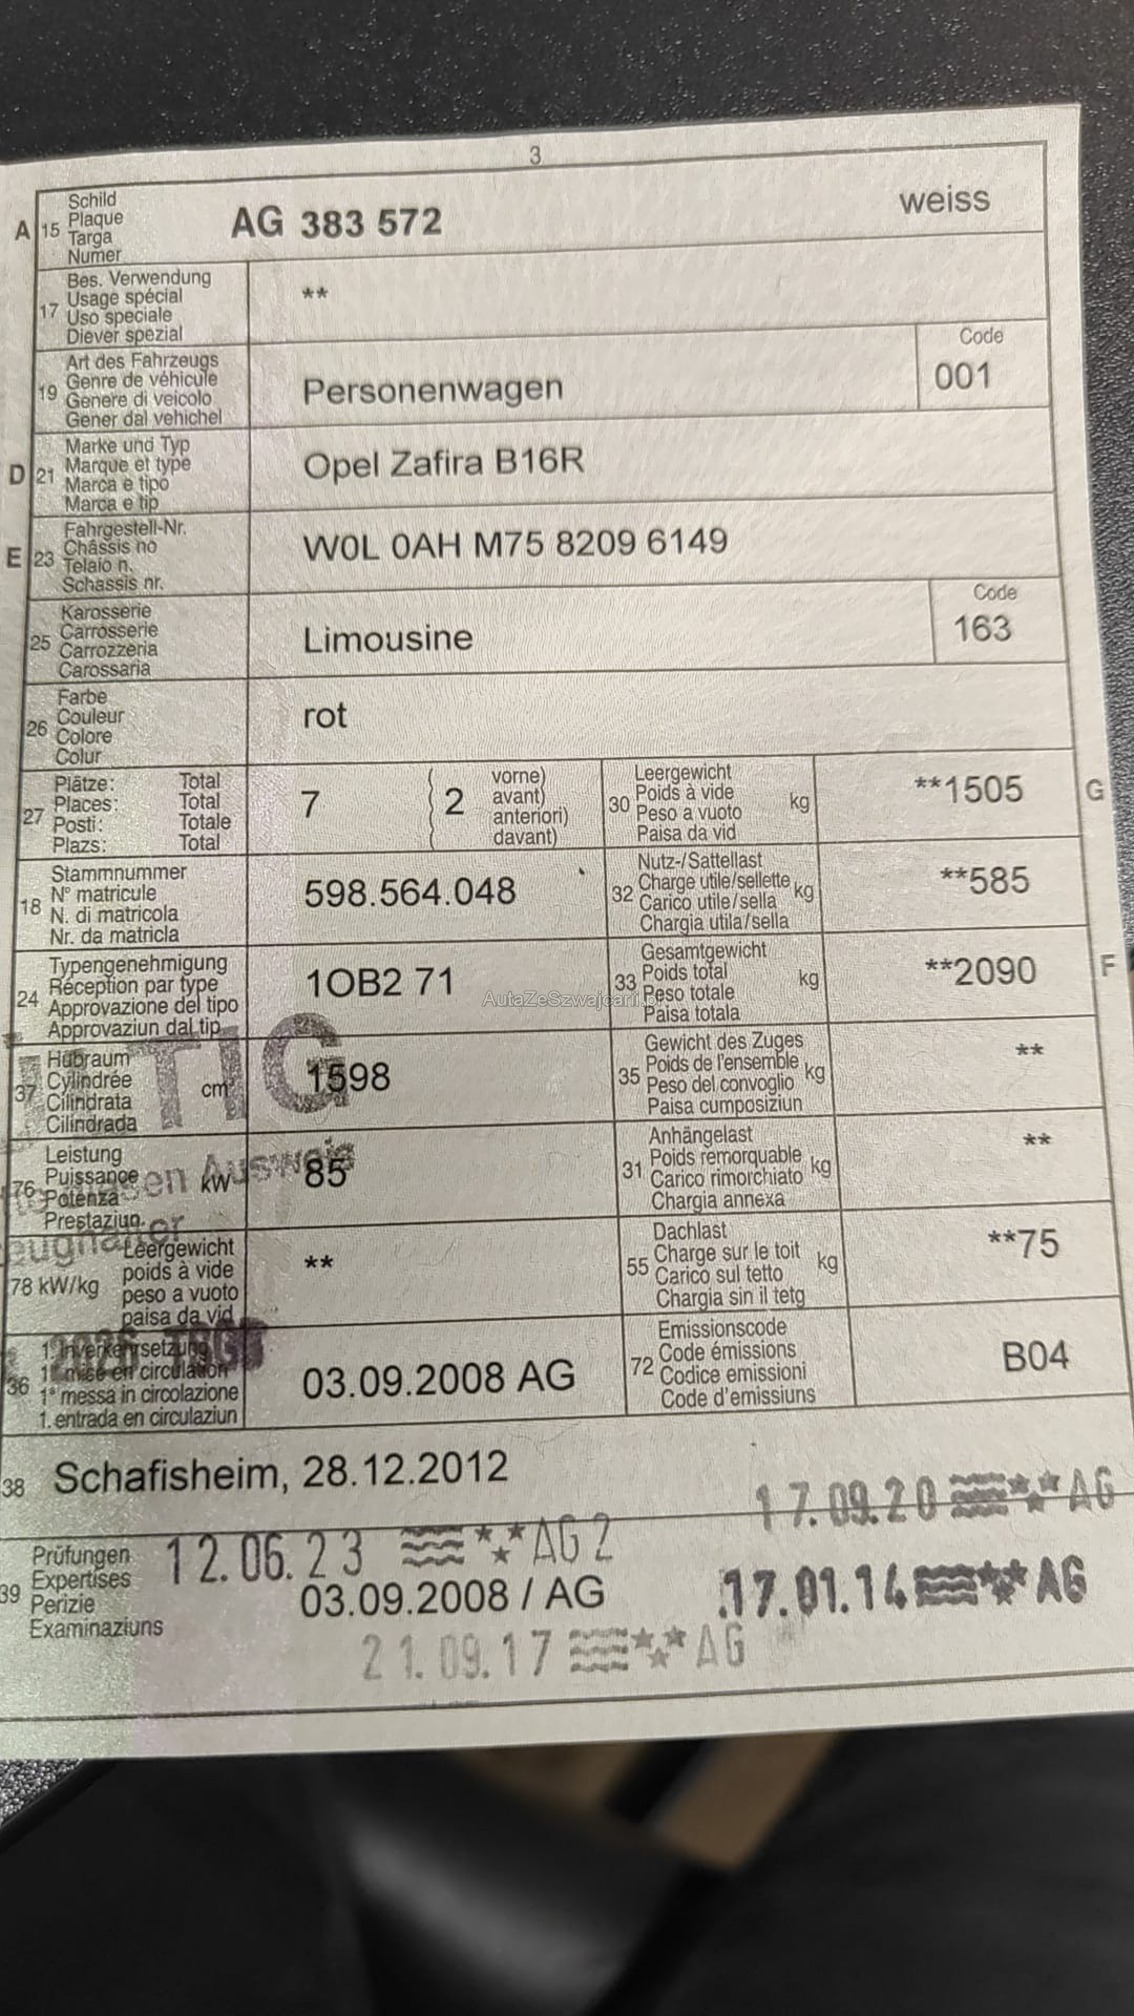 3
A 15 Schild
Plaque
Targa
Numer
AG 383 572 weiss
17 Bes. Verwendung
Usage spécial
Uso speciale
Diever spezial
**
19 Art des Fahrzeugs
Genre de véhicule
Genere di veicolo
Gener dal vehichel
Personenwagen
Code
001
D 21 Marke und Typ
Marque et type
Marca e tipo
Marca e tip
Opel Zafira B16R
E 23 Fahrgestell-Nr.
Châssis no
Telaio n.
Schassis nr.
W0L 0AH M75 8209 6149
25 Karosserie
Carrosserie
Carrozzeria
Carossaria
Limousine
Code
163
26 Farbe
Couleur
Colore
Colur
rot
27 Plätze: Total
Places: Total
Posti: Totale
Plazs: Total
7 ( 2 vorne)
avant)
anteriori)
davant)
30 Leergewicht
Poids à vide
Peso a vuoto
Paisa da vid
kg
**1505 G
18 Stammnummer
N° matricule
N. di matricola
Nr. da matricla
598.564.048
32 Nutz-/Sattellast
Charge utile/sellette
Carico utile/sella
Chargia utila/sella
kg
**585
24 Typengenehmigung
Réception par type
Approvazione del tipo
Approvaziun dal tip
1OB2 71
33 Gesamtgewicht
Poids total
Peso totale
Paisa totala
kg
**2090 F
AutaZeSzwajcarii.p
37 Hubraum
Cylindrée
Cilindrata
Cilindrada
cm³
1598
35 Gewicht des Zuges
Poids de l'ensemble
Peso del convoglio
Paisa cumposiziun
kg
**
76 Leistung
Puissance
Potenza
Prestaziun
kW
85
Ausweis
31 Anhängelast
Poids remorquable
Carico rimorchiato
Chargia annexa
kg
**
78 kW/kg Leergewicht
poids à vide
peso a vuoto
paisa da vid
**
55 Dachlast
Charge sur le toit
Carico sul tetto
Chargia sin il tetg
kg
**75
36 1. Inverkehrsetzung
1re mise en circulation
1a messa in circolazione
1. entrada en circulaziun
03.09.2008 AG
72 Emissionscode
Code émissions
Codice emissioni
Code d'emissiuns
B04
38 Schafisheim, 28.12.2012
17.09.20 AG
39 Prüfungen
Expertises
Perizie
Examinaziuns
12.06.23 AG 2
03.09.2008 / AG
17.01.14 AG
21.09.17 AG